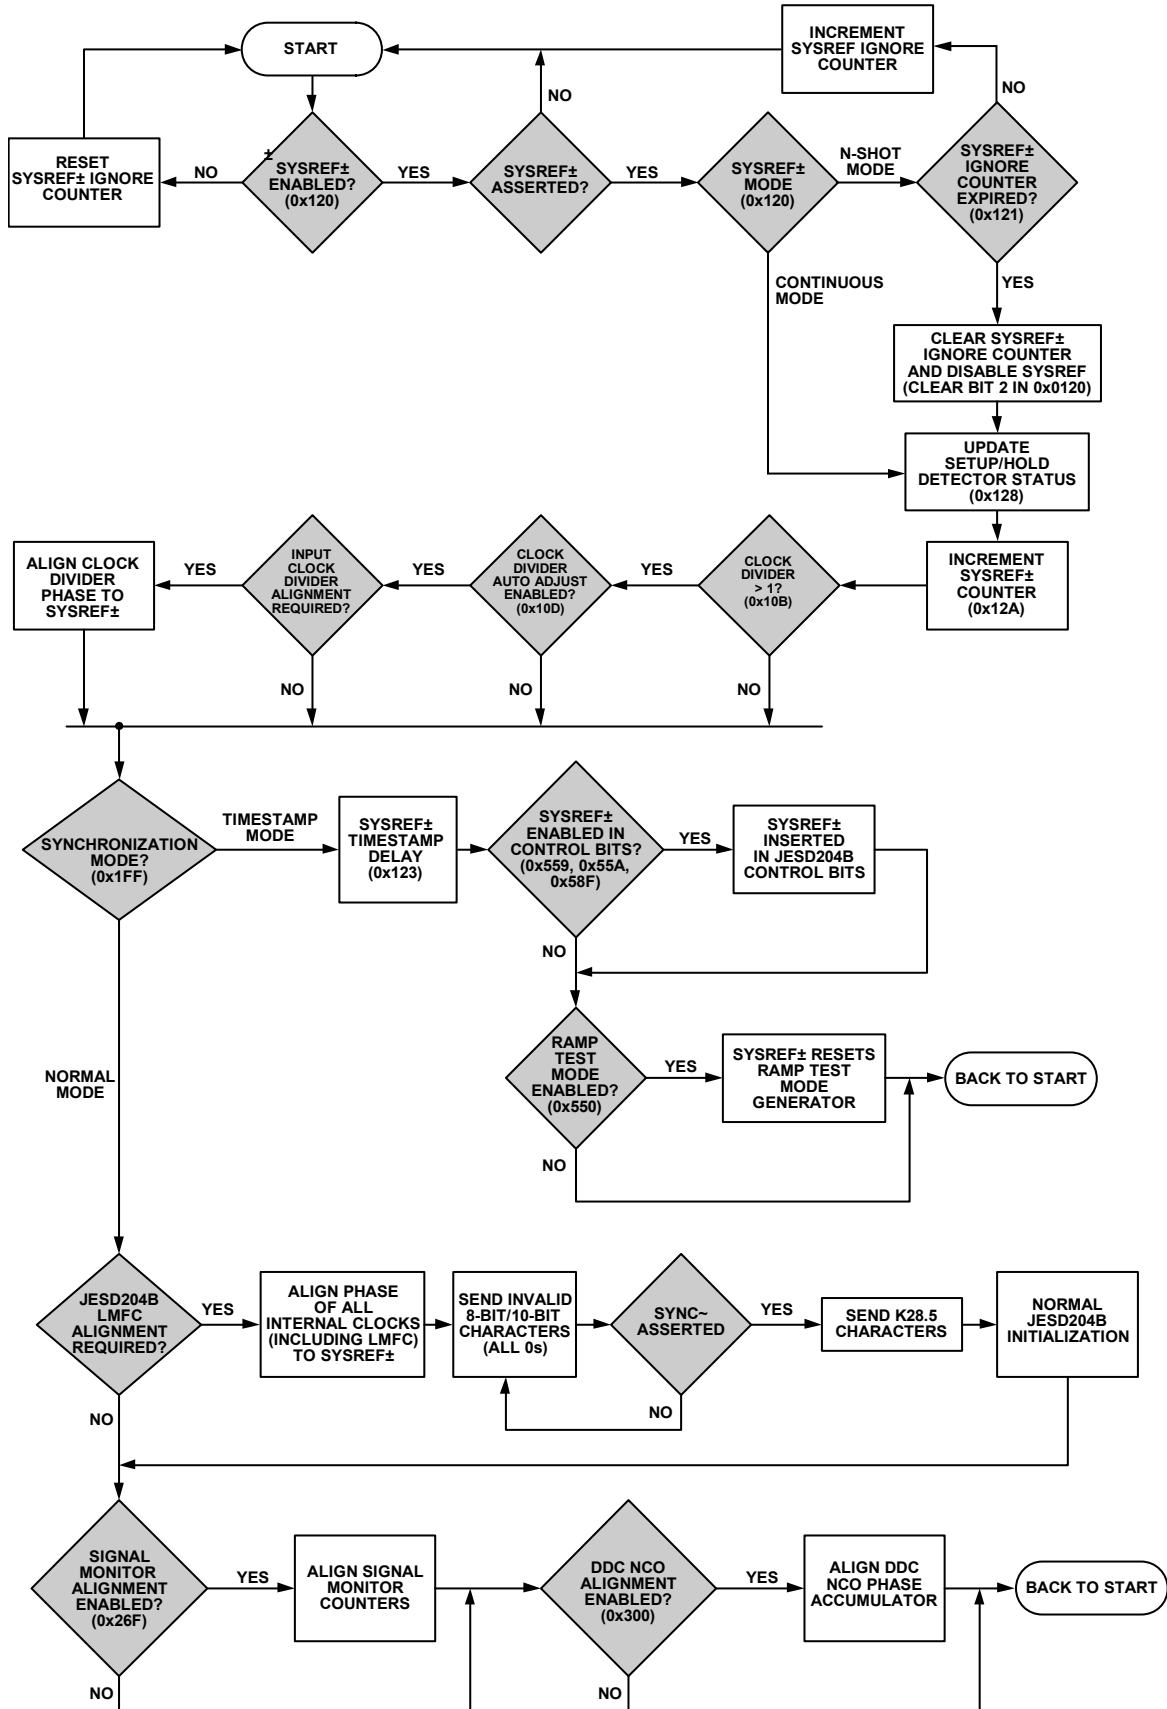 START
INCREMENT
SYSREF IGNORE
COUNTER
NO
NO
RESET
SYSREF± IGNORE
COUNTER
NO
±
SYSREF±
ENABLED?
(0x120)
YES
SYSREF±
ASSERTED?
YES
SYSREF±
MODE
(0x120)
N-SHOT
MODE
SYSREF±
IGNORE
COUNTER
EXPIRED?
(0x121)
CONTINUOUS
MODE
YES
CLEAR SYSREF±
IGNORE COUNTER
AND DISABLE SYSREF
(CLEAR BIT 2 IN 0x0120)
UPDATE
SETUP/HOLD
DETECTOR STATUS
(0x128)
ALIGN CLOCK
DIVIDER
PHASE TO
SYSREF±
YES
INPUT
CLOCK
DIVIDER
ALIGNMENT
REQUIRED?
YES
CLOCK
DIVIDER
AUTO ADJUST
ENABLED?
(0x10D)
YES
CLOCK
DIVIDER
> 1?
(0x10B)
INCREMENT
SYSREF±
COUNTER
(0x12A)
NO
NO
NO
SYNCHRONIZATION
MODE?
(0x1FF)
TIMESTAMP
MODE
SYSREF±
TIMESTAMP
DELAY
(0x123)
SYSREF±
ENABLED IN
CONTROL BITS?
(0x559, 0x55A,
0x58F)
YES
SYSREF±
INSERTED
IN JESD204B
CONTROL BITS
NO
RAMP
TEST
MODE
ENABLED?
(0x550)
YES
SYSREF± RESETS
RAMP TEST
MODE
GENERATOR
BACK TO START
NO
NORMAL
MODE
JESD204B
LMFC
ALIGNMENT
REQUIRED?
YES
ALIGN PHASE
OF ALL
INTERNAL CLOCKS
(INCLUDING LMFC)
TO SYSREF±
SEND INVALID
8-BIT/10-BIT
CHARACTERS
(ALL 0s)
SYNC~
ASSERTED
YES
SEND K28.5
CHARACTERS
NORMAL
JESD204B
INITIALIZATION
NO
NO
SIGNAL
MONITOR
ALIGNMENT
ENABLED?
(0x26F)
YES
ALIGN SIGNAL
MONITOR
COUNTERS
DDC NCO
ALIGNMENT
ENABLED?
(0x300)
YES
ALIGN DDC
NCO PHASE
ACCUMULATOR
BACK TO START
NO
NO